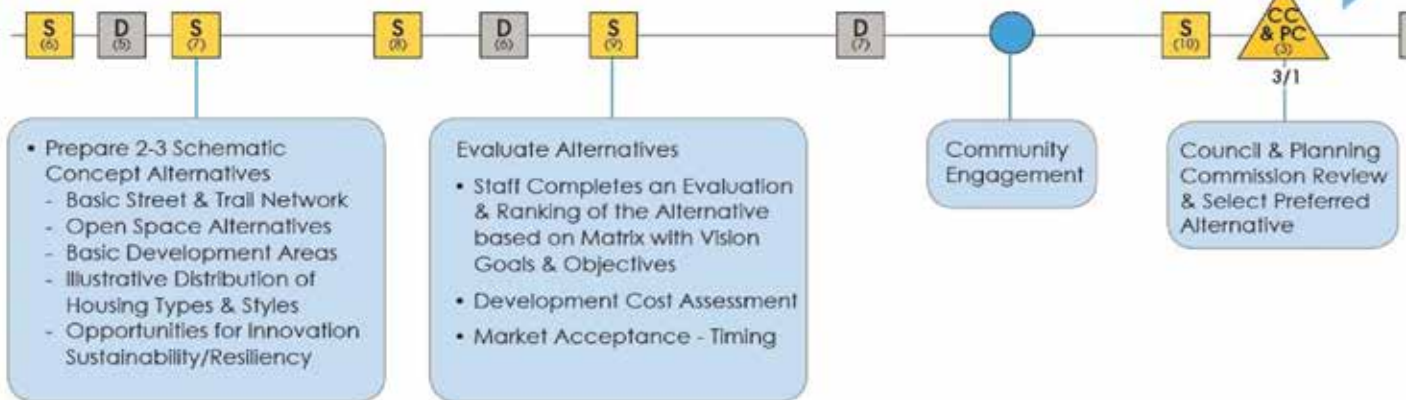 S
(6)
D
(5)
S
(7)
S
(8)
D
(6)
S
(9)
D
(7)
S
(10)
CC
& PC
(3)
3/1
• Prepare 2-3 Schematic
Concept Alternatives
- Basic Street & Trail Network
- Open Space Alternatives
- Basic Development Areas
- Illustrative Distribution of
Housing Types & Styles
- Opportunities for Innovation
Sustainability/Resiliency
Evaluate Alternatives
• Staff Completes an Evaluation
& Ranking of the Alternative
based on Matrix with Vision
Goals & Objectives
• Development Cost Assessment
• Market Acceptance - Timing
Community
Engagement
Council & Planning
Commission Review
& Select Preferred
Alternative